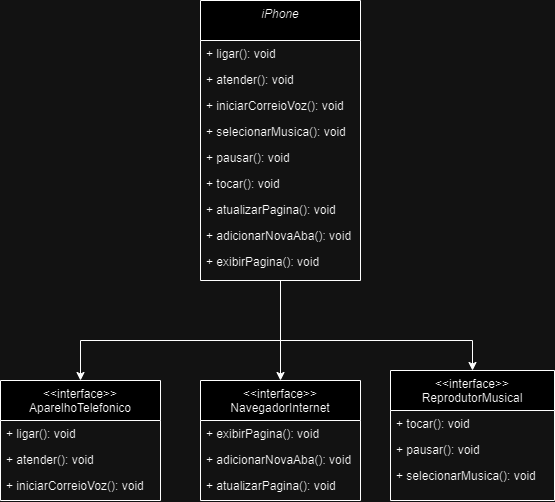 iPhone
+ ligar(): void
+ atender(): void
+ iniciarCorreioVoz(): void
+ selecionarMusica(): void
+ pausar(): void
+ tocar(): void
+ atualizarPagina(): void
+ adicionarNovaAba(): void
+ exibirPagina(): void
<<interface>>
AparelhoTelefonico
+ ligar(): void
+ atender(): void
+ iniciarCorreioVoz(): void
<<interface>>
NavegadorInternet
+ exibirPagina(): void
+ adicionarNovaAba(): void
+ atualizarPagina(): void
<<interface>>
ReprodutorMusical
+ tocar(): void
+ pausar(): void
+ selecionarMusica(): void